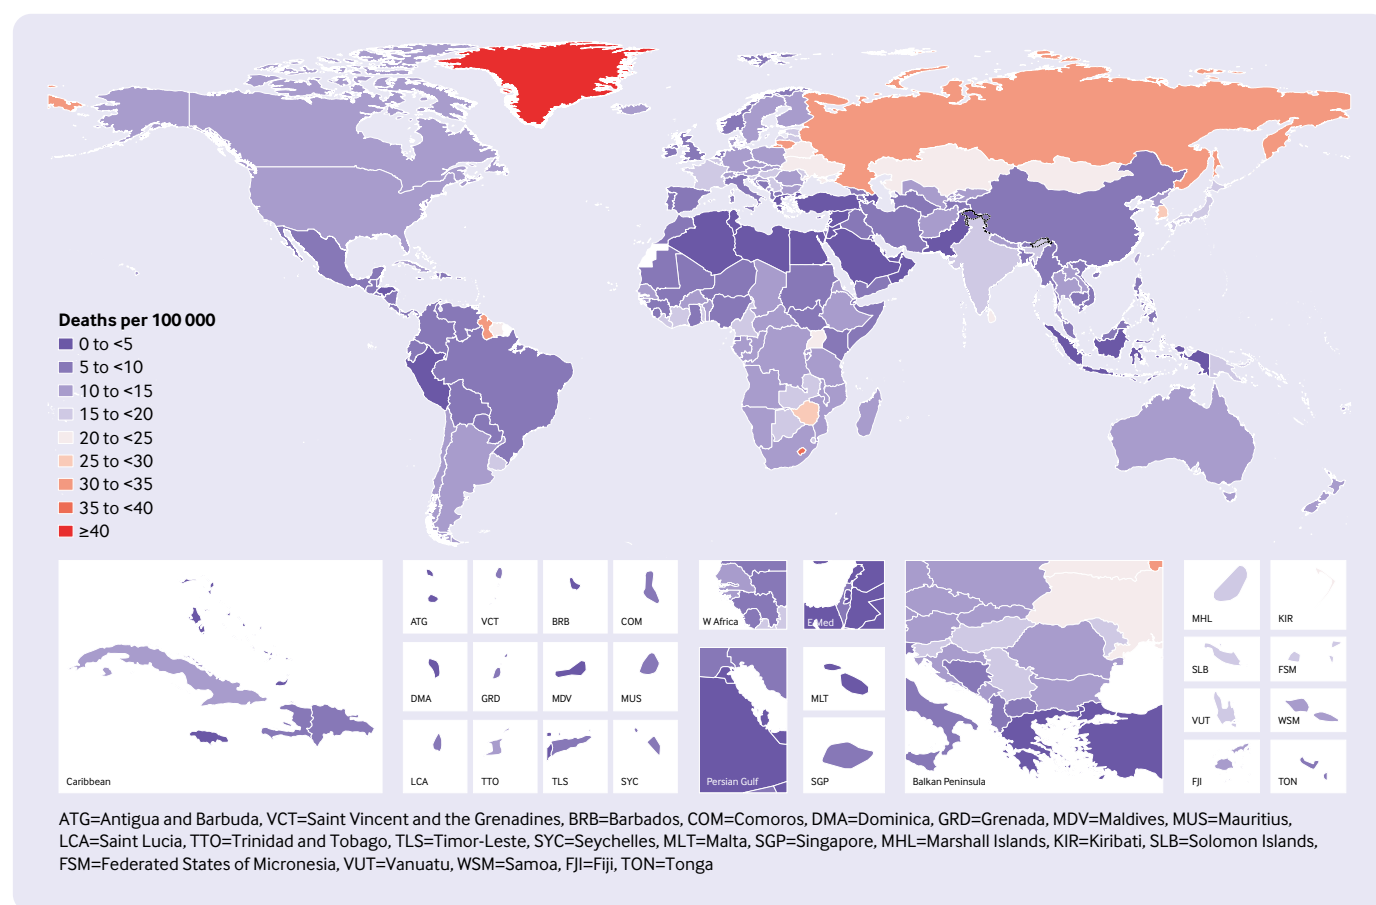 Deaths per 100 000
0 to <5
5 to <10
10 to <15
15 to <20
20 to <25
25 to <30
30 to <35
35 to <40
≥40
Caribbean
ATG
VCT
BRB
COM
DMA
GRD
MDV
MUS
LCA
TTO
TLS
SYC
W Africa
E Med
Persian Gulf
MLT
SGP
Balkan Peninsula
MHL
KIR
SLB
FSM
VUT
WSM
FJI
TON
ATG=Antigua and Barbuda, VCT=Saint Vincent and the Grenadines, BRB=Barbados, COM=Comoros, DMA=Dominica, GRD=Grenada, MDV=Maldives, MUS=Mauritius,
LCA=Saint Lucia, TTO=Trinidad and Tobago, TLS=Timor-Leste, SYC=Seychelles, MLT=Malta, SGP=Singapore, MHL=Marshall Islands, KIR=Kiribati, SLB=Solomon Islands,
FSM=Federated States of Micronesia, VUT=Vanuatu, WSM=Samoa, FJI=Fiji, TON=Tonga